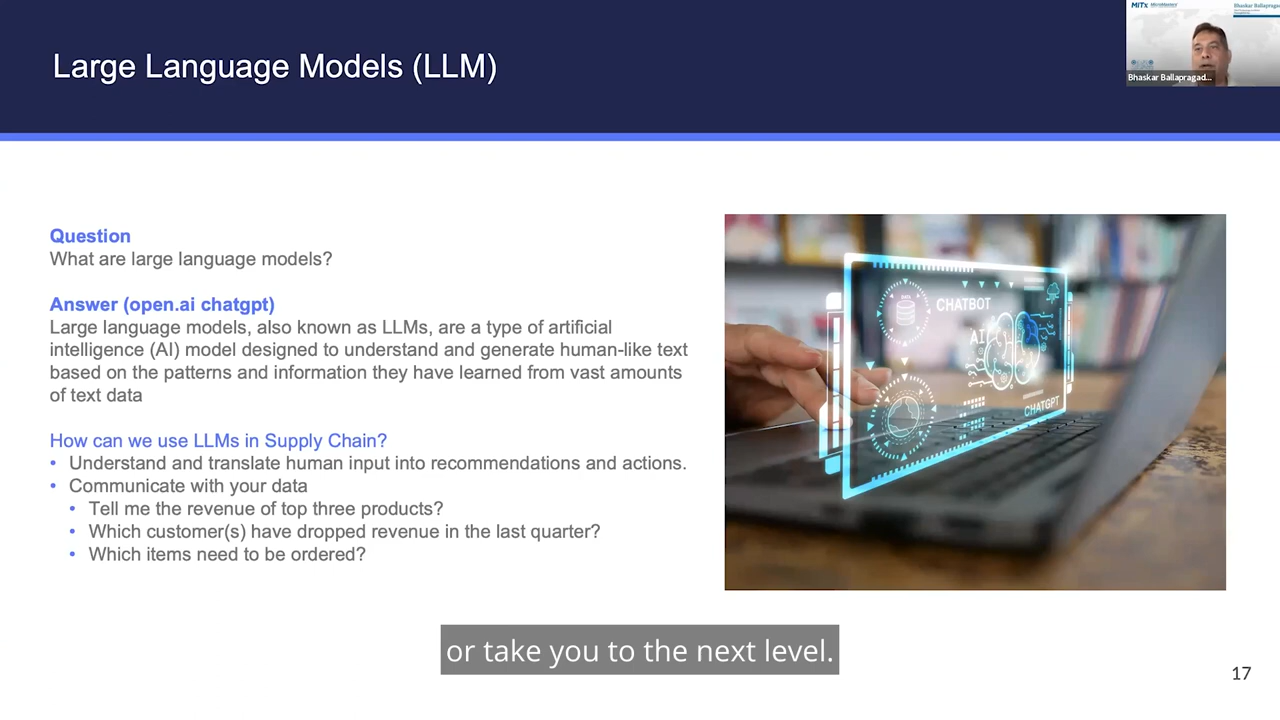 Large Language Models (LLM)
MITx MicroMasters
Bhaskar Ballapragad...
Question
What are large language models?
Answer (open.ai chatgpt)
Large language models, also known as LLMs, are a type of artificial
intelligence (AI) model designed to understand and generate human-like text
based on the patterns and information they have learned from vast amounts
of text data
How can we use LLMs in Supply Chain?
• Understand and translate human input into recommendations and actions.
• Communicate with your data
• Tell me the revenue of top three products?
• Which customer(s) have dropped revenue in the last quarter?
• Which items need to be ordered?
DATA
CHATBOT
AI
CHATGPT
or take you to the next level.
17